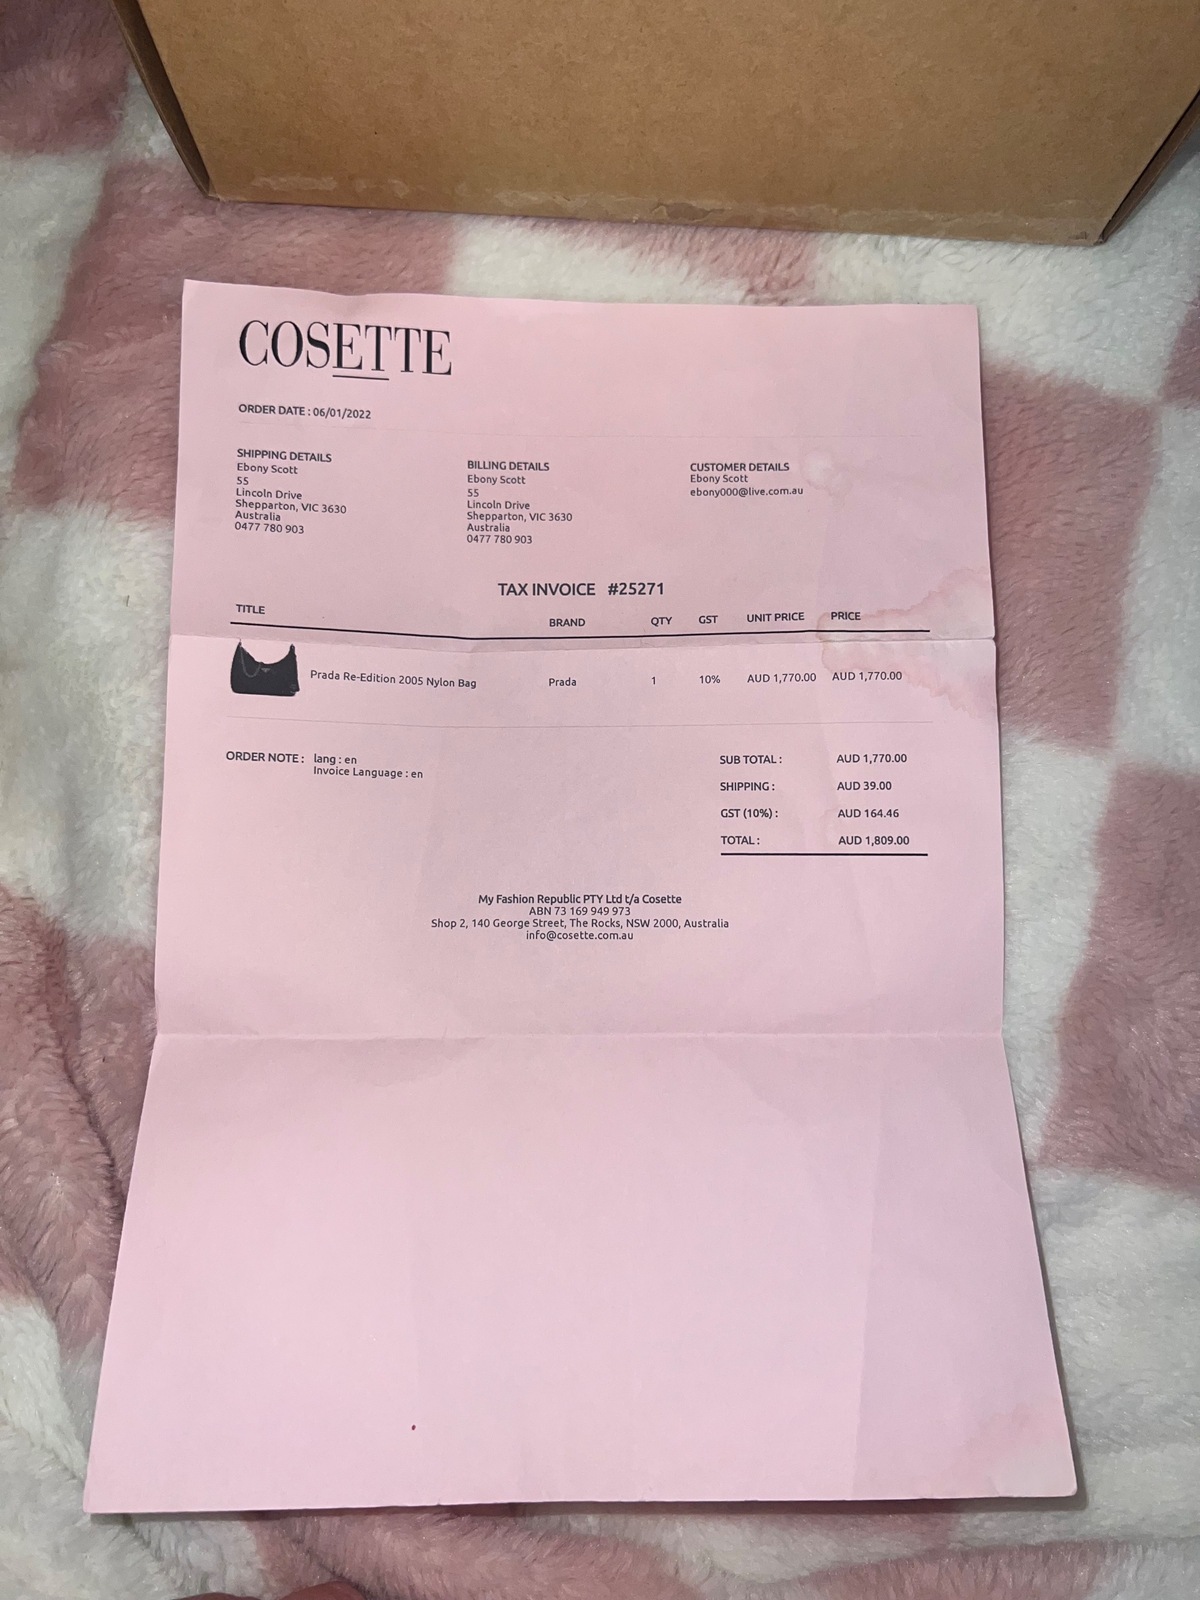 COSETTE
ORDER DATE : 06/01/2022
SHIPPING DETAILS
Ebony Scott
55
Lincoln Drive
Shepparton, VIC 3630
Australia
0477 780 903
BILLING DETAILS
Ebony Scott
55
Lincoln Drive
Shepparton, VIC 3630
Australia
0477 780 903
CUSTOMER DETAILS
Ebony Scott
ebony000@live.com.au
TAX INVOICE #25271
TITLE BRAND QTY GST UNIT PRICE PRICE
Prada Re-Edition 2005 Nylon Bag Prada 1 10% AUD 1,770.00 AUD 1,770.00
ORDER NOTE : lang : en
Invoice Language : en
SUB TOTAL : AUD 1,770.00
SHIPPING : AUD 39.00
GST (10%) : AUD 164.46
TOTAL : AUD 1,809.00
My Fashion Republic PTY Ltd t/a Cosette
ABN 73 169 949 973
Shop 2, 140 George Street, The Rocks, NSW 2000, Australia
info@cosette.com.au